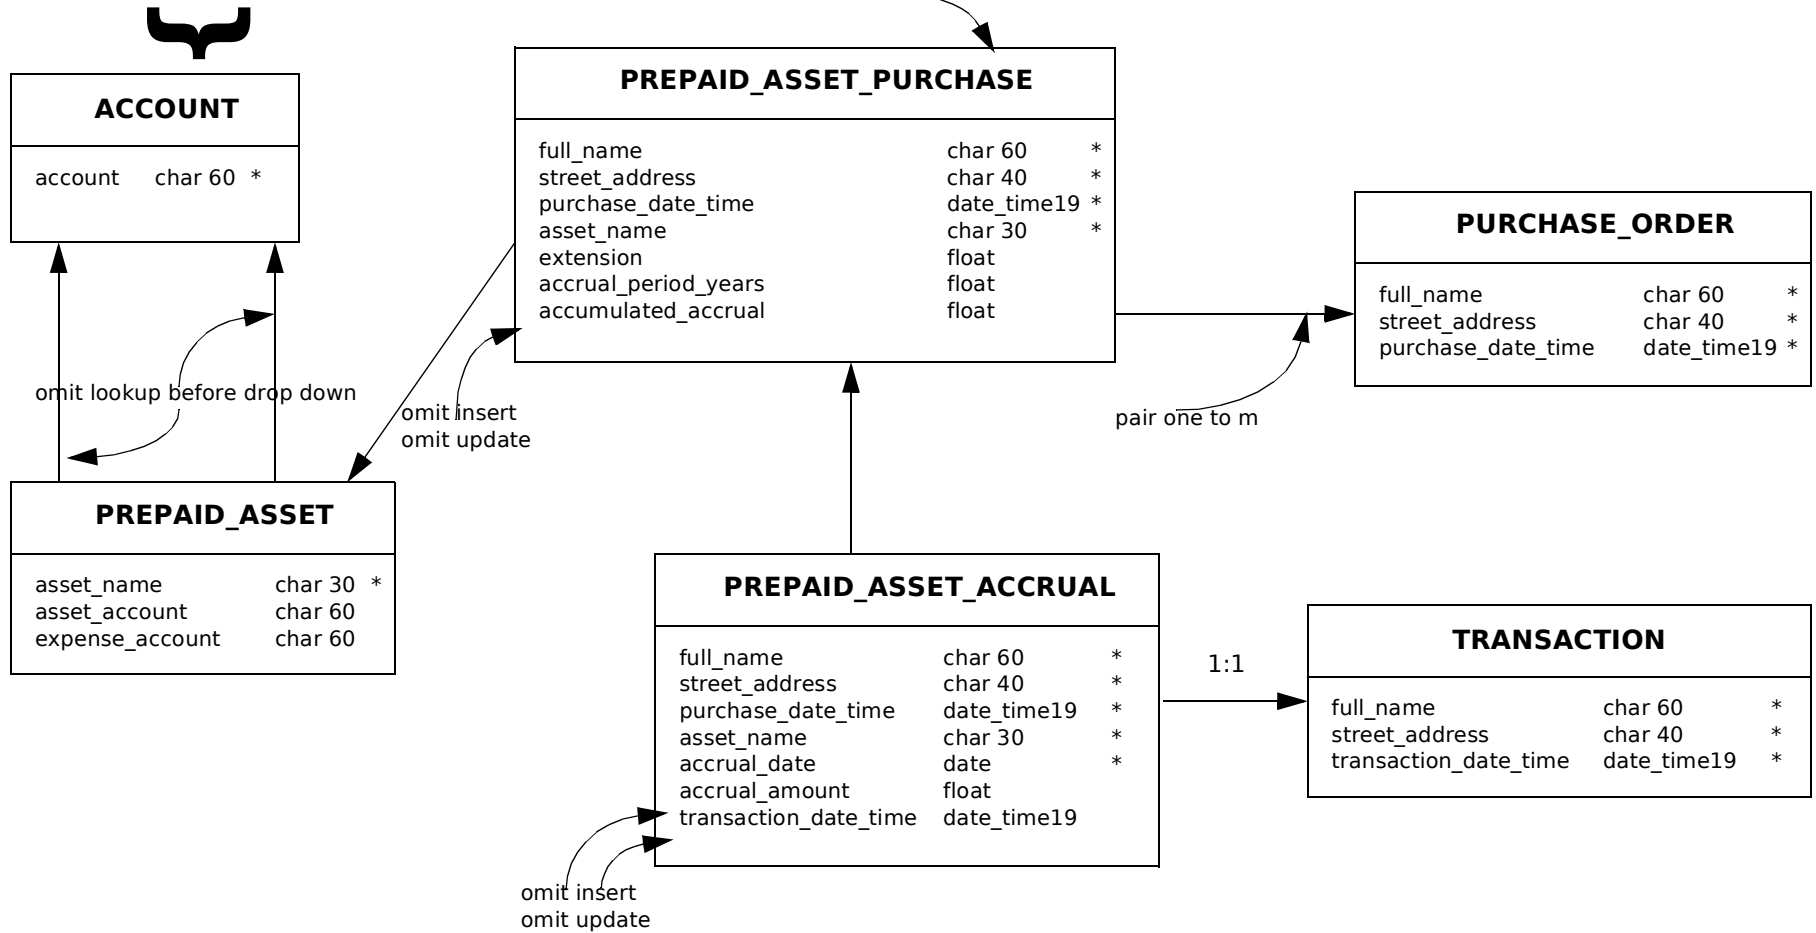 ACCOUNT
account char 60 *
PREPAID_ASSET_PURCHASE
full_name char 60 *
street_address char 40 *
purchase_date_time date_time19 *
asset_name char 30 *
extension float
accrual_period_years float
accumulated_accrual float
PURCHASE_ORDER
full_name char 60 *
street_address char 40 *
purchase_date_time date_time19 *
omit lookup before drop down
omit insert
omit update
pair one to m
PREPAID_ASSET
asset_name char 30 *
asset_account char 60
expense_account char 60
PREPAID_ASSET_ACCRUAL
full_name char 60 *
street_address char 40 *
purchase_date_time date_time19 *
asset_name char 30 *
accrual_date date *
accrual_amount float
transaction_date_time date_time19
1:1
TRANSACTION
full_name char 60 *
street_address char 40 *
transaction_date_time date_time19 *
omit insert
omit update